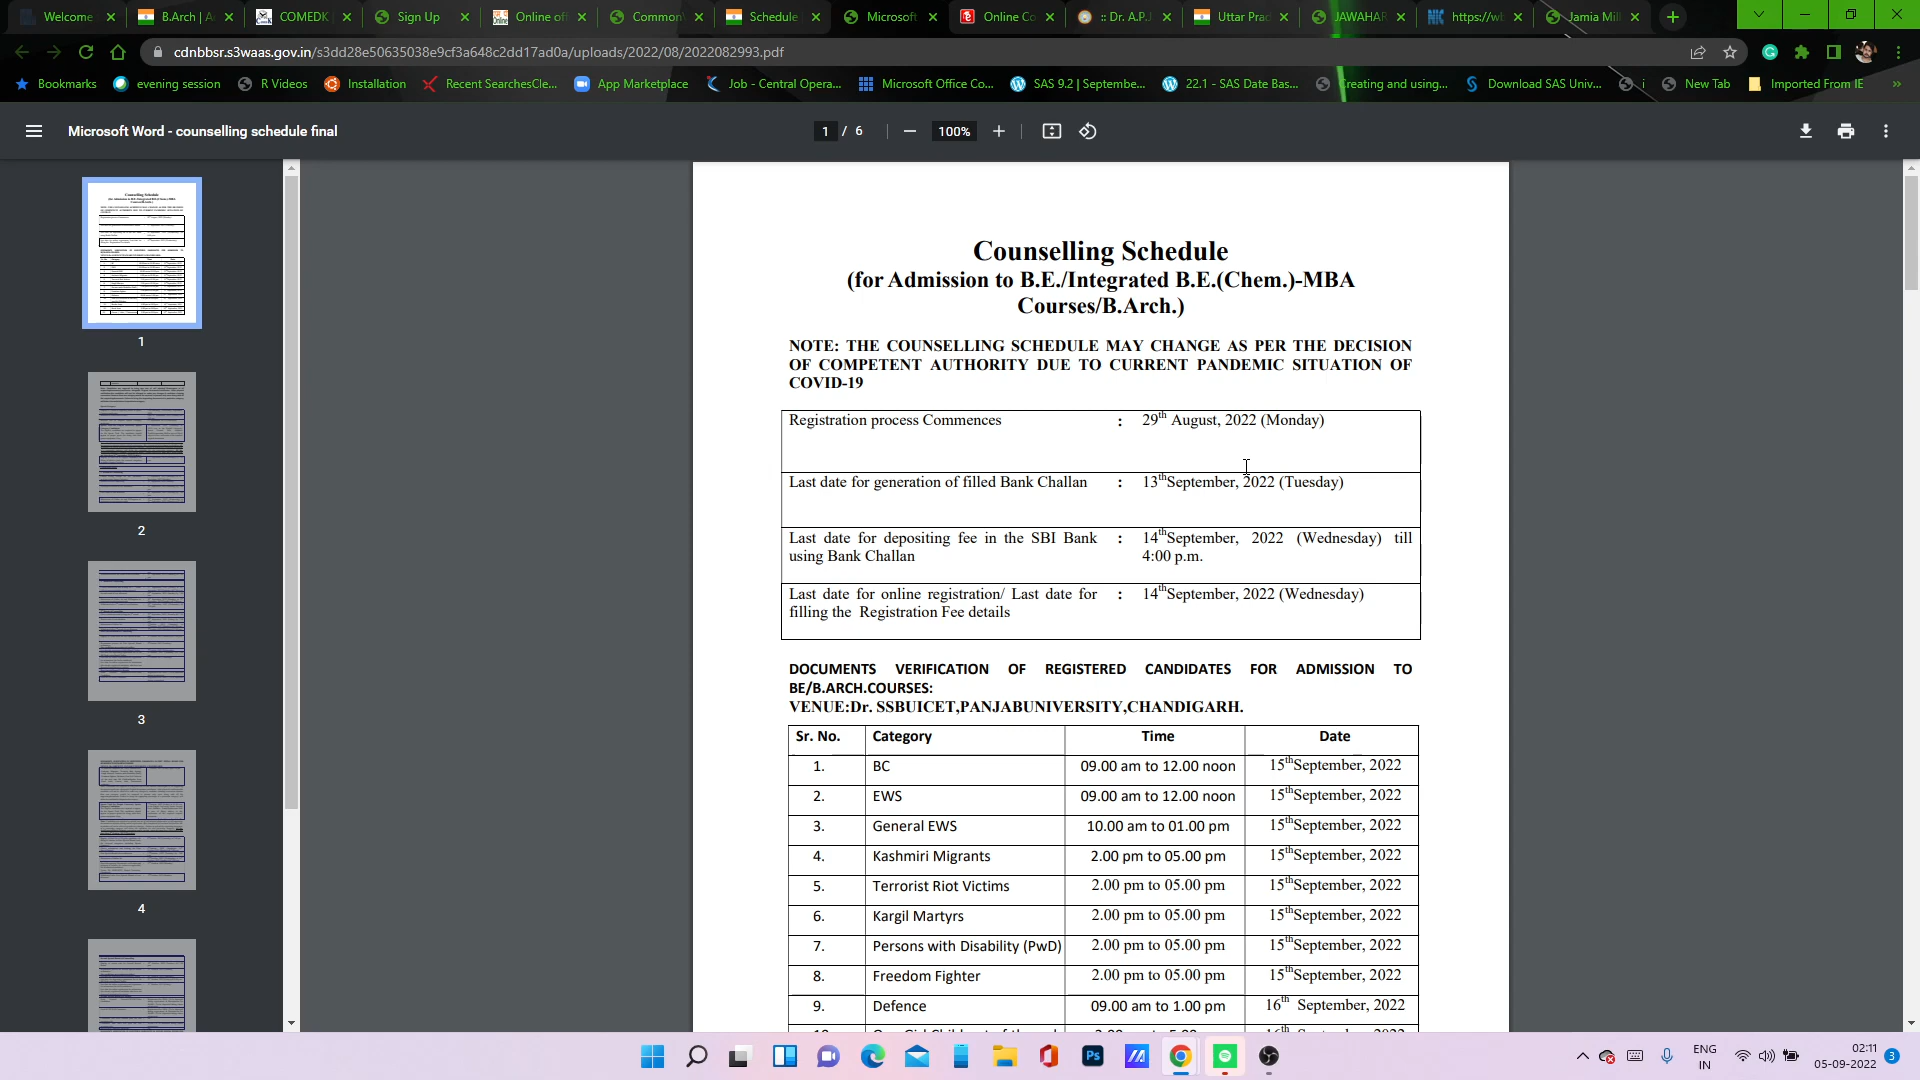 Welcome
B.Arch | A
COMEDK
Sign Up
Online of
Common
Schedule
Microsoft
Online Co
:: Dr. A.P.J
Uttar Prad
JAWAHAR
https://wb
Jamia Mill
cdnbbsr.s3waas.gov.in/s3dd28e50635038e9cf3a648c2dd17ad0a/uploads/2022/08/2022082993.pdf
Bookmarks
evening session
R Videos
Installation
Recent SearchesCle...
App Marketplace
Job - Central Opera...
Microsoft Office Co...
SAS 9.2 | Septembe...
22.1 - SAS Date Bas...
Creating and using...
Download SAS Univ...
i
New Tab
Imported From IE
Microsoft Word - counselling schedule final
1 / 6
100%
1
2
3
4
Counselling Schedule
(for Admission to B.E./Integrated B.E.(Chem.)-MBA
Courses/B.Arch.)
NOTE: THE COUNSELLING SCHEDULE MAY CHANGE AS PER THE DECISION
OF COMPETENT AUTHORITY DUE TO CURRENT PANDEMIC SITUATION OF
COVID-19
Registration process Commences : 29th August, 2022 (Monday)
Last date for generation of filled Bank Challan : 13thSeptember, 2022 (Tuesday)
Last date for depositing fee in the SBI Bank : 14thSeptember, 2022 (Wednesday) till
using Bank Challan 4:00 p.m.
Last date for online registration/ Last date for : 14thSeptember, 2022 (Wednesday)
filling the Registration Fee details
DOCUMENTS VERIFICATION OF REGISTERED CANDIDATES FOR ADMISSION TO
BE/B.ARCH.COURSES:
VENUE:Dr. SSBUICET,PANJABUNIVERSITY,CHANDIGARH.
Sr. No. Category Time Date
1. BC 09.00 am to 12.00 noon 15thSeptember, 2022
2. EWS 09.00 am to 12.00 noon 15thSeptember, 2022
3. General EWS 10.00 am to 01.00 pm 15thSeptember, 2022
4. Kashmiri Migrants 2.00 pm to 05.00 pm 15thSeptember, 2022
5. Terrorist Riot Victims 2.00 pm to 05.00 pm 15thSeptember, 2022
6. Kargil Martyrs 2.00 pm to 05.00 pm 15thSeptember, 2022
7. Persons with Disability (PwD) 2.00 pm to 05.00 pm 15thSeptember, 2022
8. Freedom Fighter 2.00 pm to 05.00 pm 15thSeptember, 2022
9. Defence 09.00 am to 1.00 pm 16th September, 2022
ENG
IN
02:11
05-09-2022
3